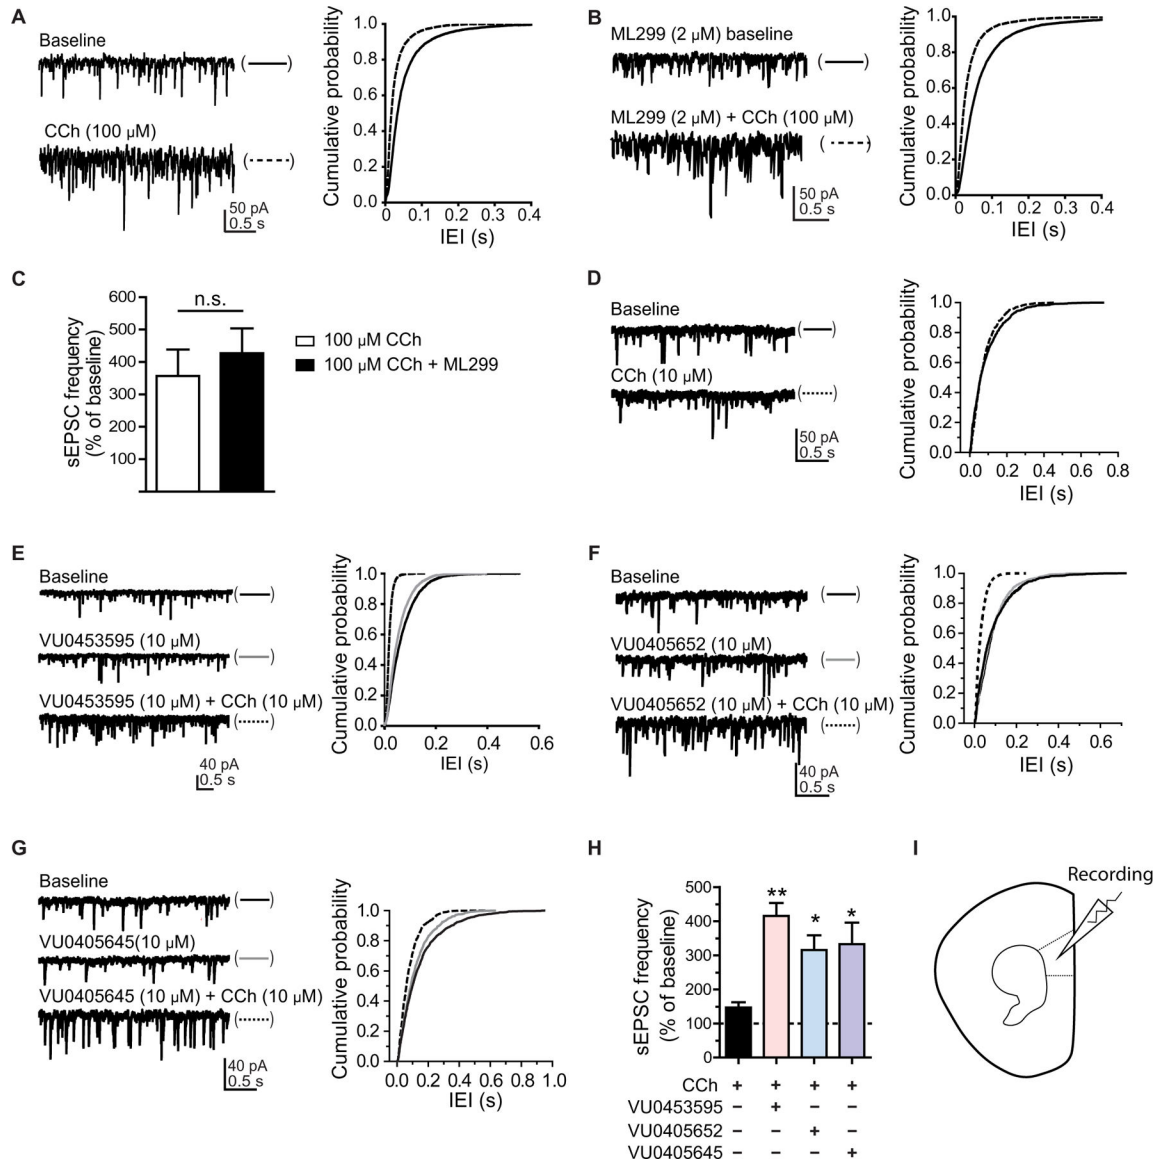 A
Baseline
CCh (100 µM)
50 pA
0.5 s
Cumulative probability
1.0
0.8
0.6
0.4
0.2
0.0
0 0.1 0.2 0.3 0.4
IEI (s)
B
ML299 (2 µM) baseline
ML299 (2 µM) + CCh (100 µM)
50 pA
0.5 s
Cumulative probability
1.0
0.8
0.6
0.4
0.2
0.0
0 0.1 0.2 0.3 0.4
IEI (s)
C
sEPSC frequency
(% of baseline)
600
500
400
300
200
100
n.s.
100 µM CCh
100 µM CCh + ML299
D
Baseline
CCh (10 µM)
50 pA
0.5 s
Cumulative probability
1.0
0.8
0.6
0.4
0.2
0.0
0.0 0.2 0.4 0.6 0.8
IEI (s)
E
Baseline
VU0453595 (10 µM)
VU0453595 (10 µM) + CCh (10 µM)
40 pA
0.5 s
Cumulative probability
1.0
0.8
0.6
0.4
0.2
0.0
0.0 0.2 0.4 0.6
IEI (s)
F
Baseline
VU0405652 (10 µM)
VU0405652 (10 µM) + CCh (10 µM)
40 pA
0.5 s
Cumulative probability
1.0
0.8
0.6
0.4
0.2
0.0
0.0 0.2 0.4 0.6
IEI (s)
G
Baseline
VU0405645(10 µM)
VU0405645 (10 µM) + CCh (10 µM)
40 pA
0.5 s
Cumulative probability
1.0
0.8
0.6
0.4
0.2
0.0
0.0 0.2 0.4 0.6 0.8 1.0
IEI (s)
H
sEPSC frequency
(% of baseline)
500
400
300
200
100
0
** * *
CCh + + + +
VU0453595 − + − −
VU0405652 − − + −
VU0405645 − − − +
I
Recording